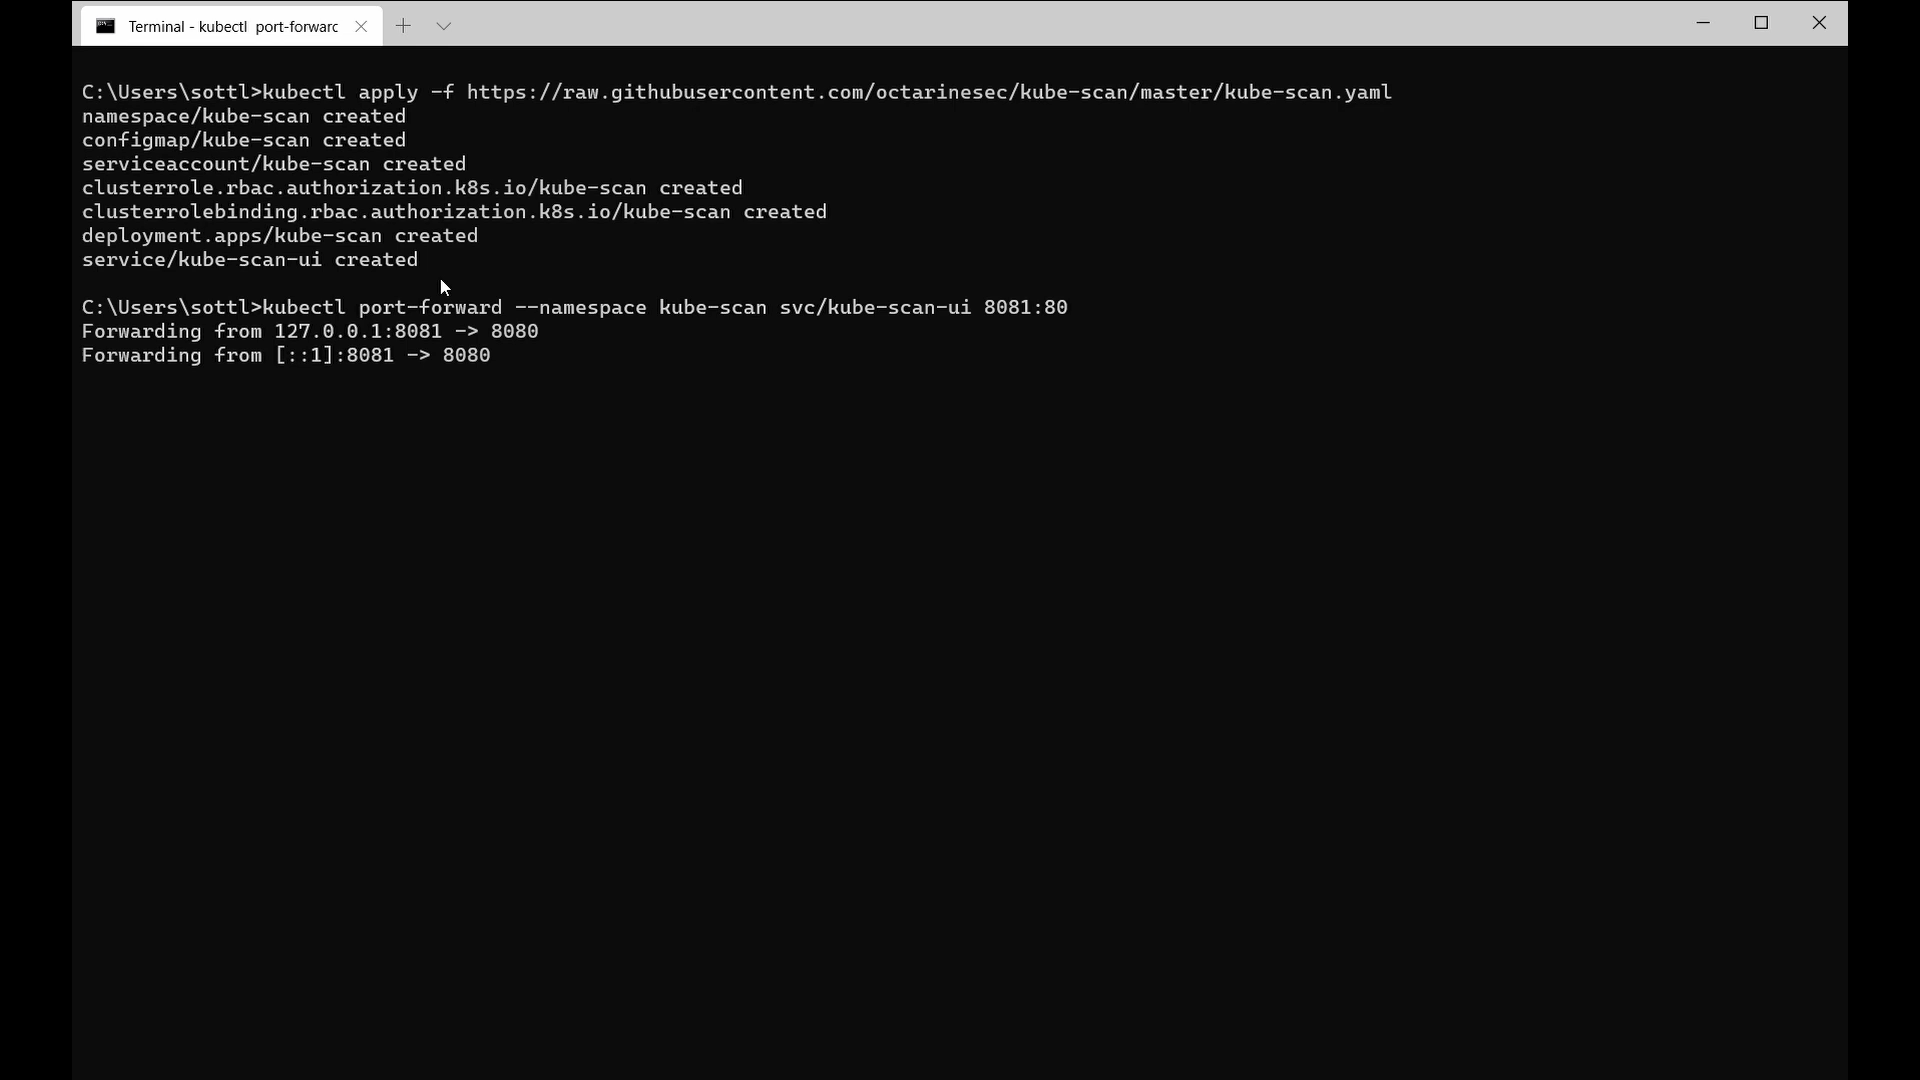 Terminal - kubectl  port-forwarc
C:\Users\sottl>kubectl apply -f https://raw.githubusercontent.com/octarinesec/kube-scan/master/kube-scan.yaml
namespace/kube-scan created
configmap/kube-scan created
serviceaccount/kube-scan created
clusterrole.rbac.authorization.k8s.io/kube-scan created
clusterrolebinding.rbac.authorization.k8s.io/kube-scan created
deployment.apps/kube-scan created
service/kube-scan-ui created
C:\Users\sottl>kubectl port-forward --namespace kube-scan svc/kube-scan-ui 8081:80
Forwarding from 127.0.0.1:8081 -> 8080
Forwarding from [::1]:8081 -> 8080